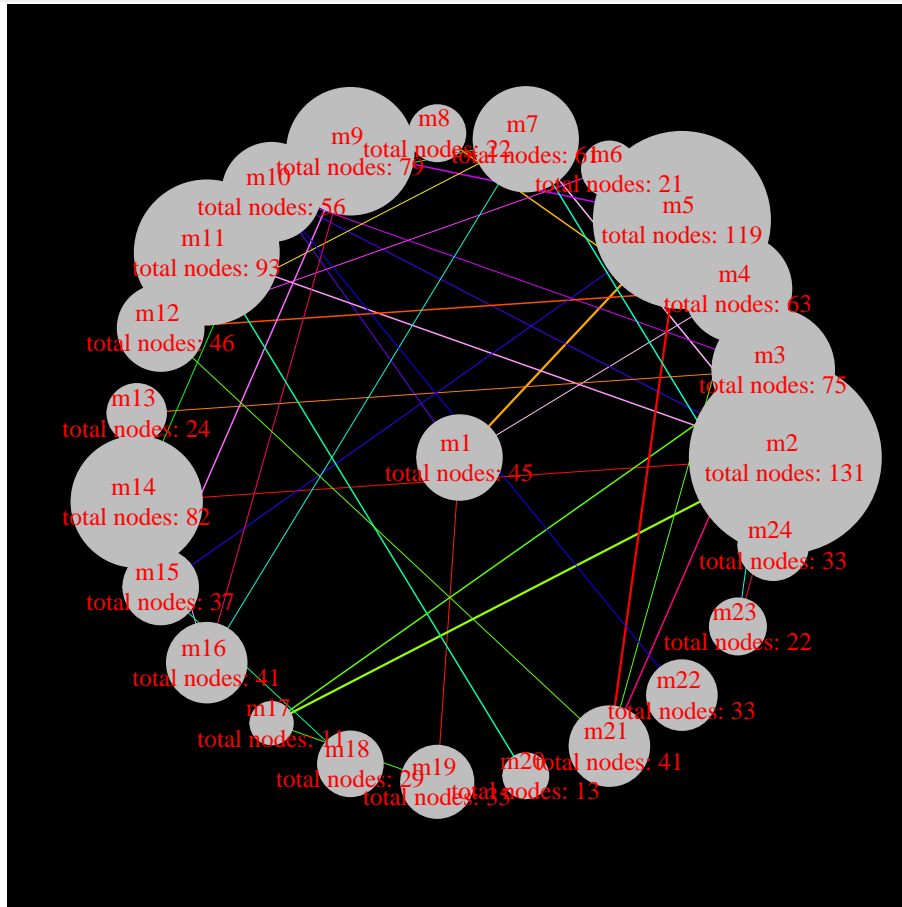 m8
total nodes: 22
m7
total nodes: 61
m9
total nodes: 79
m6
total nodes: 21
m10
total nodes: 56
m5
total nodes: 119
m11
total nodes: 93
m4
total nodes: 63
m12
total nodes: 46
m3
total nodes: 75
m13
total nodes: 24
m1
total nodes: 45
m2
total nodes: 131
m14
total nodes: 82
m24
total nodes: 33
m15
total nodes: 37
m23
total nodes: 22
m16
total nodes: 41
m22
total nodes: 33
m17
total nodes: 11
m21
total nodes: 41
m18
total nodes: 29
m20
total nodes: 13
m19
total nodes: